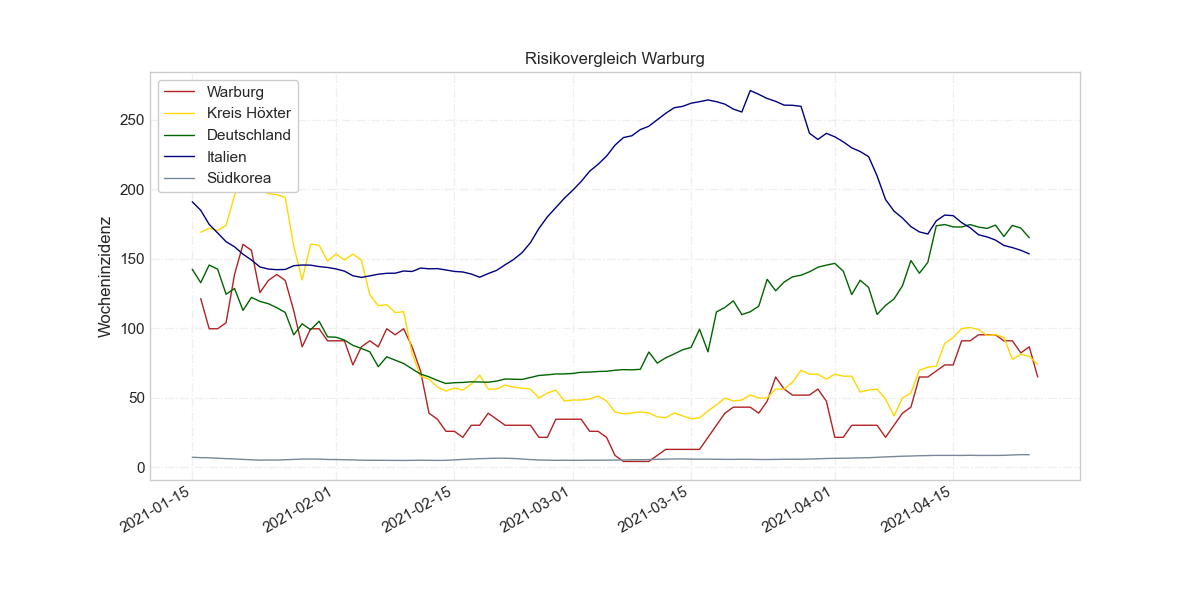 Risikovergleich Warburg
Warburg
Kreis Höxter
Deutschland
Italien
Südkorea
Wocheninzidenz
250
200
150
100
50
0
2021-01-15
2021-02-01
2021-02-15
2021-03-01
2021-03-15
2021-04-01
2021-04-15